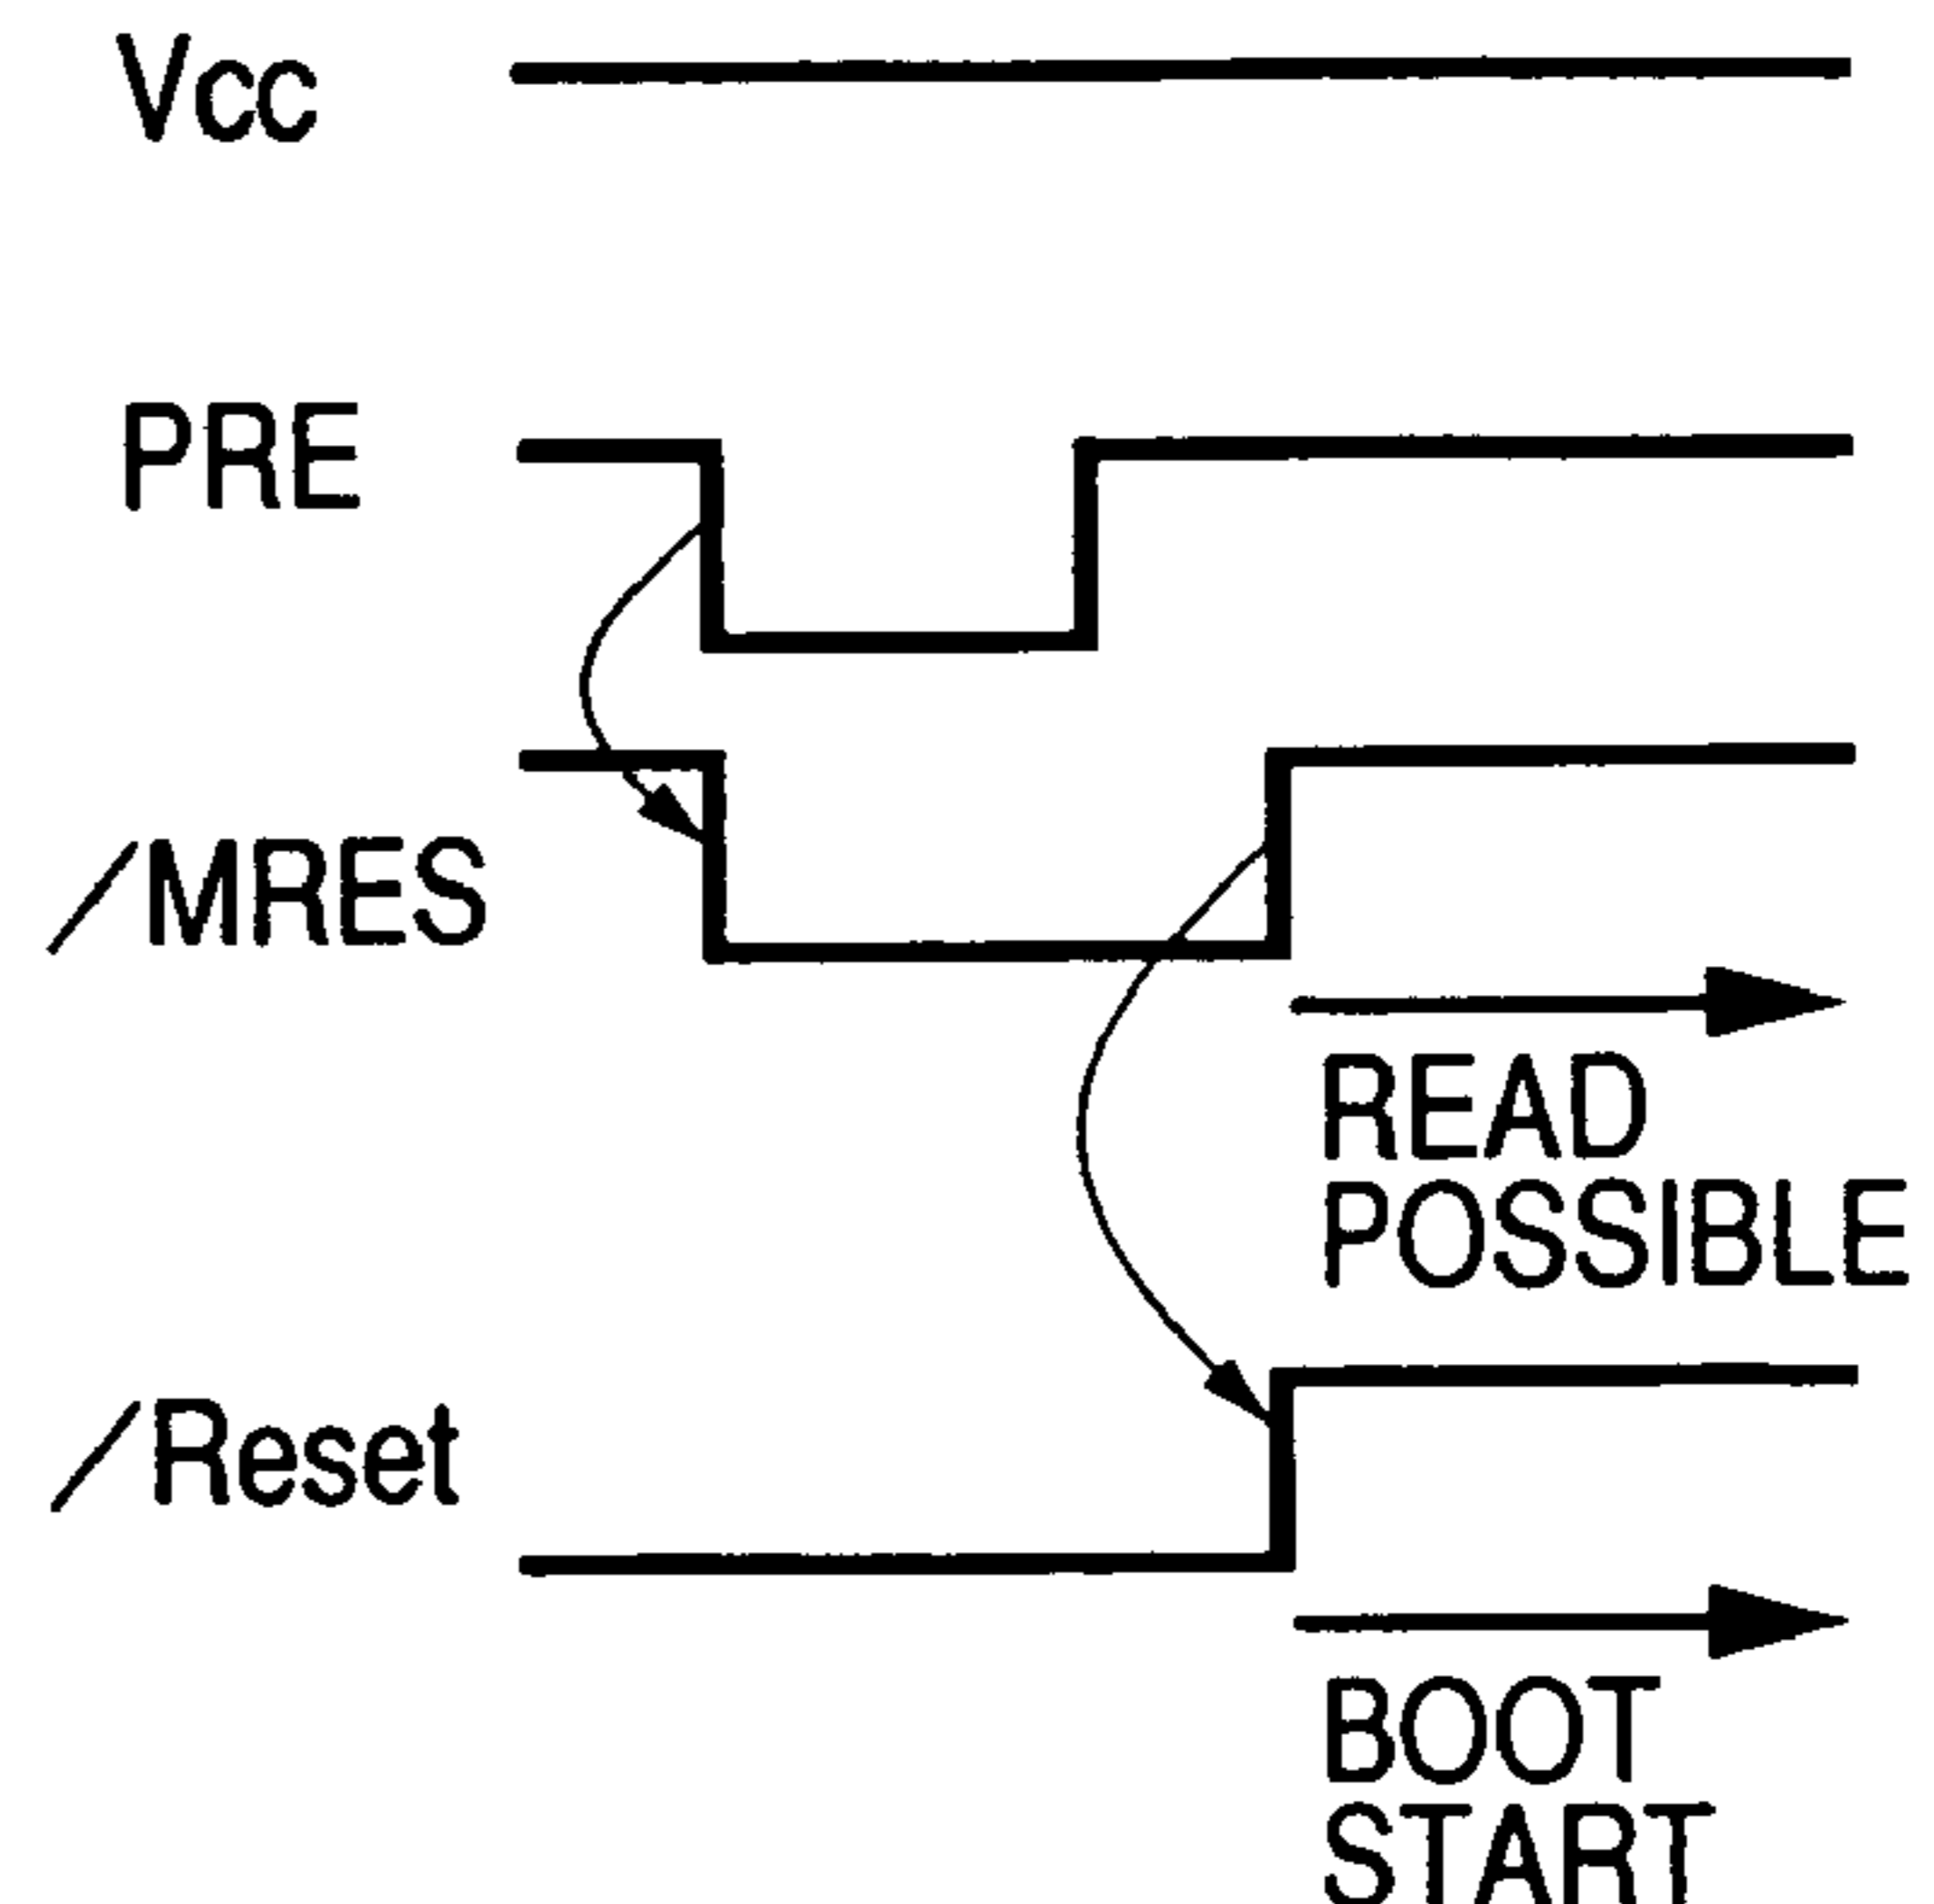 Vcc
PRE
/MRES
READ
POSSIBLE
/Reset
BOOT
START